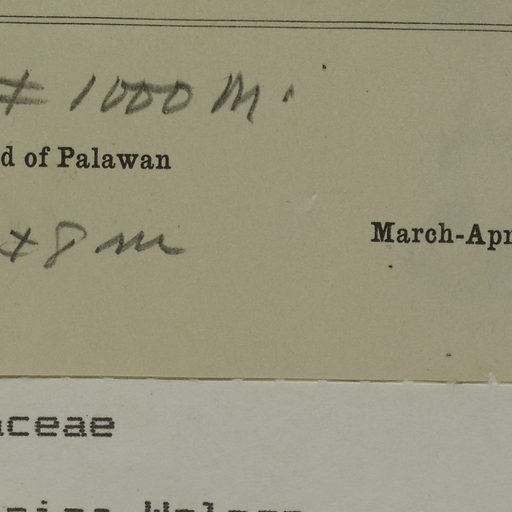 ± 1000 m.
d of Palawan
± 8 m
March-Apr
aceae